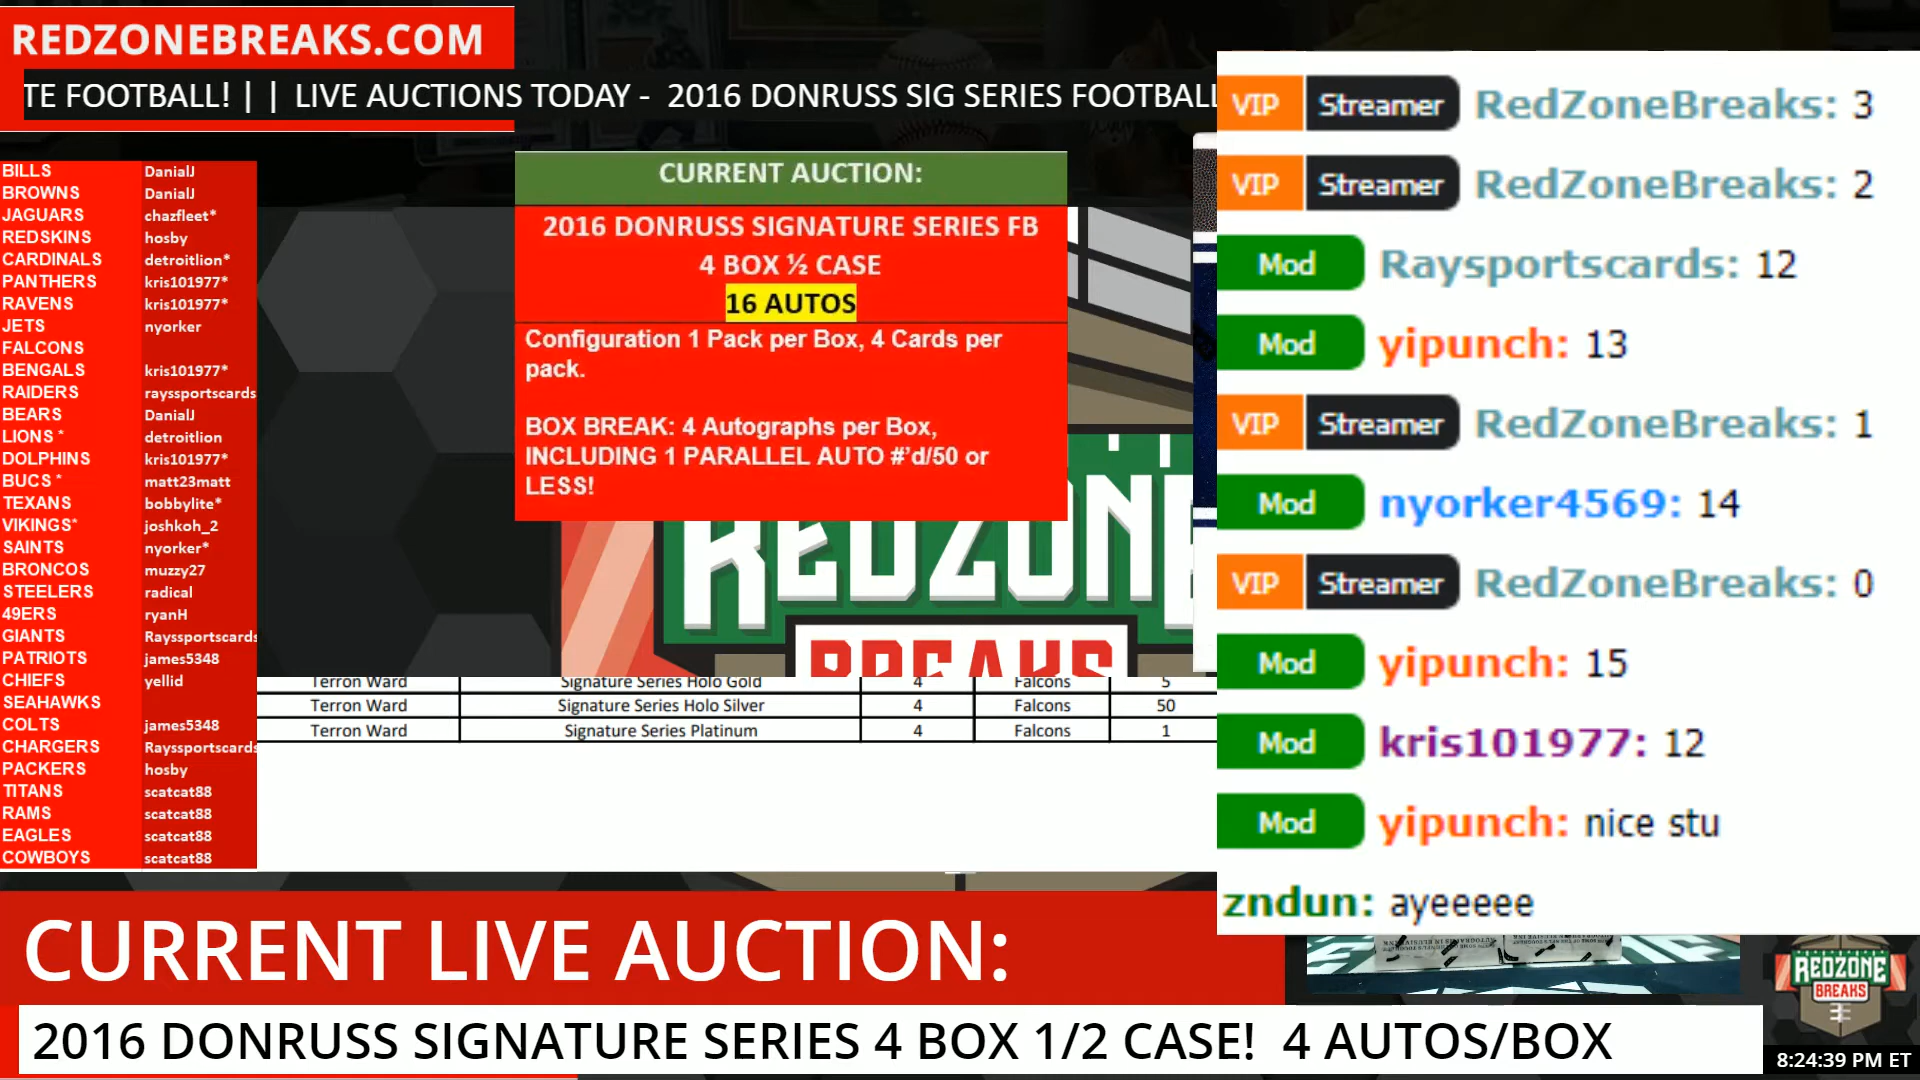 REDZONEBREAKS.COM
TE FOOTBALL! | | LIVE AUCTIONS TODAY - 2016 DONRUSS SIG SERIES FOOTBALL
BILLS DanialJ
BROWNS DanialJ
JAGUARS chazfleet*
REDSKINS hosby
CARDINALS detroitlion*
PANTHERS kris101977*
RAVENS kris101977*
JETS nyorker
FALCONS
BENGALS kris101977*
RAIDERS rayssportscards
BEARS DanialJ
LIONS * detroitlion
DOLPHINS kris101977*
BUCS * matt23matt
TEXANS bobbylite*
VIKINGS* joshkoh_2
SAINTS nyorker*
BRONCOS muzzy27
STEELERS radical
49ERS ryanH
GIANTS Rayssportscards
PATRIOTS james5348
CHIEFS yellid
SEAHAWKS
COLTS james5348
CHARGERS Rayssportscards
PACKERS hosby
TITANS scatcat88
RAMS scatcat88
EAGLES scatcat88
COWBOYS scatcat88
CURRENT AUCTION:
2016 DONRUSS SIGNATURE SERIES FB
4 BOX ½ CASE
16 AUTOS
Configuration 1 Pack per Box, 4 Cards per
pack.
BOX BREAK: 4 Autographs per Box,
INCLUDING 1 PARALLEL AUTO #'d/50 or
LESS!
REDZONE
BREAKS
Terron Ward Signature Series Holo Gold 4 Falcons 5
Terron Ward Signature Series Holo Silver 4 Falcons 50
Terron Ward Signature Series Platinum 4 Falcons 1
VIP Streamer RedZoneBreaks: 3
VIP Streamer RedZoneBreaks: 2
Mod Raysportscards: 12
Mod yipunch: 13
VIP Streamer RedZoneBreaks: 1
Mod nyorker4569: 14
VIP Streamer RedZoneBreaks: 0
Mod yipunch: 15
Mod kris101977: 12
Mod yipunch: nice stu
zndun: ayeeeee
CURRENT LIVE AUCTION:
2016 DONRUSS SIGNATURE SERIES 4 BOX 1/2 CASE! 4 AUTOS/BOX
REDZONE
BREAKS
8:24:39 PM ET